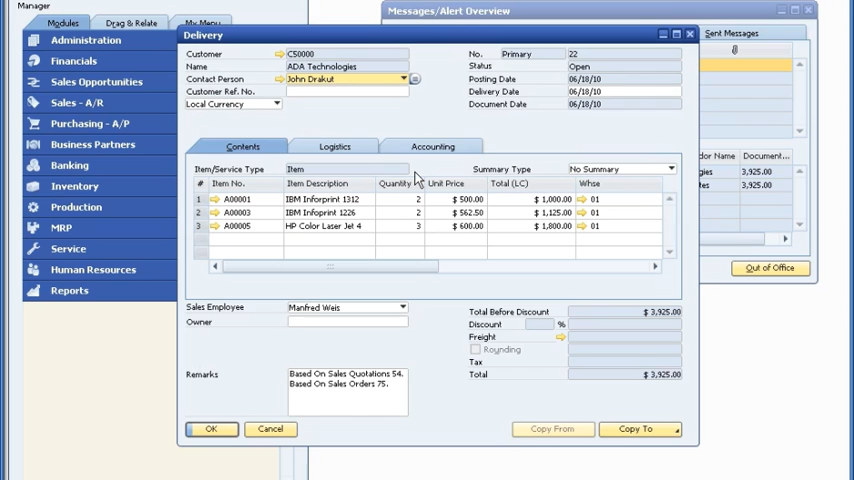 Manager
Modules
Drag & Relate
My Menu
Administration
Financials
Sales Opportunities
Sales - A/R
Purchasing - A/P
Business Partners
Banking
Inventory
Production
MRP
Service
Human Resources
Reports
Messages/Alert Overview
Sent Messages
dor Name Document...
gies 3,925.00
tes 3,925.00
Out of Office
Delivery
Customer C50000
Name ADA Technologies
Contact Person John Drakut
Customer Ref. No.
Local Currency
No. Primary 22
Status Open
Posting Date 06/18/10
Delivery Date 06/18/10
Document Date 06/18/10
Contents Logistics Accounting
Item/Service Type Item Summary Type No Summary
# Item No. Item Description Quantity Unit Price Total (LC) Whse
1 A00001 IBM Inforprint 1312 2 $ 500.00 $ 1,000.00 01
2 A00003 IBM Infoprint 1226 2 $ 562.50 $ 1,125.00 01
3 A00005 HP Color Laser Jet 4 3 $ 600.00 $ 1,800.00 01
Sales Employee Manfred Weis
Owner
Remarks Based On Sales Quotations 54.
Based On Sales Orders 75.
Total Before Discount $ 3,925.00
Discount %
Freight
Rounding
Tax
Total $ 3,925.00
OK Cancel Copy From Copy To